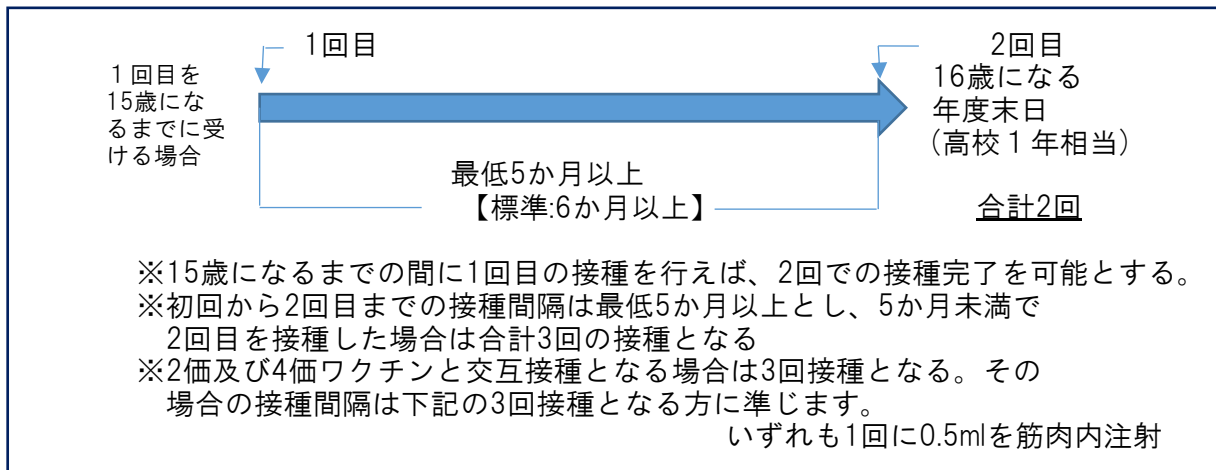 1回目
2回目
１回目を
15歳にな
るまでに受
ける場合
16歳になる
年度末日
(高校１年相当)
最低5か月以上
【標準:6か月以上】
合計2回
※15歳になるまでの間に1回目の接種を行えば、2回での接種完了を可能とする。
※初回から2回目までの接種間隔は最低5か月以上とし、5か月未満で
2回目を接種した場合は合計3回の接種となる
※2価及び4価ワクチンと交互接種となる場合は3回接種となる。その
場合の接種間隔は下記の3回接種となる方に準じます。
いずれも1回に0.5mlを筋肉内注射